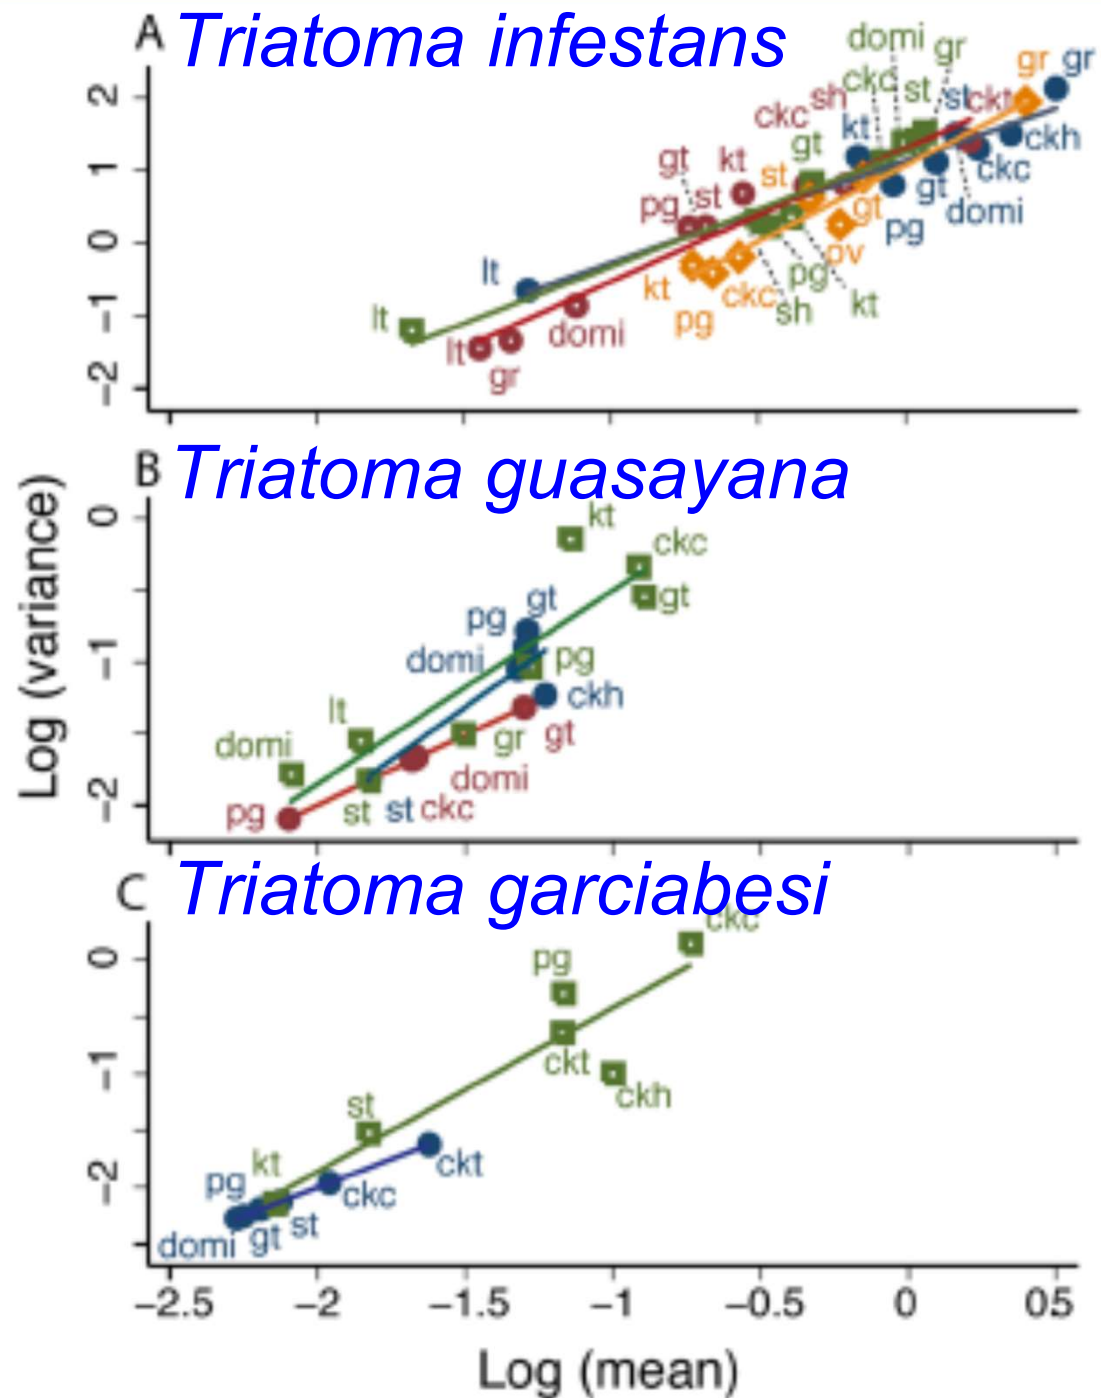 A Triatoma infestans
domi
gr
gr
gr
ckc
st
sh
st
ckt
ckc
kt
ckh
gt
gt
kt
st
ckc
pg
st
gt
gt
domi
pg
lt
pv
pg
kt
ckc
sh
kt
lt
pg
domi
lt
gr
2
1
0
−1
−2
B Triatoma guasayana
kt
ckc
gt
gt
pg
domi
pg
ckh
lt
gt
domi
gr
domi
pg
st
st
ckc
0
−1
−2
Log (variance)
C Triatoma garciabesi
ckc
pg
ckt
ckh
st
kt
ckt
pg
ckc
st
domi
gt
0
−1
−2
−2.5
−2
−1.5
−1
−0.5
0
05
Log (mean)